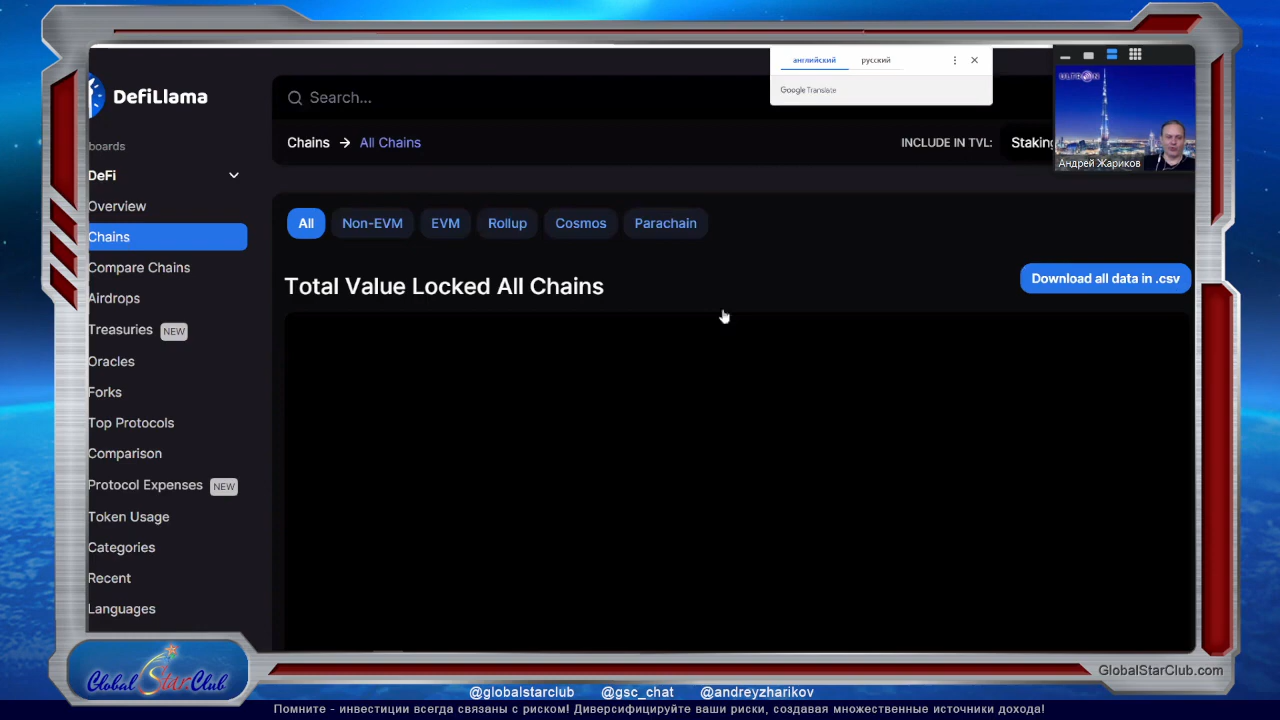 DefiLlama
Search...
английский русский
Google Translate
ULTRON
Андрей Жариков
Chains → All Chains
INCLUDE IN TVL:
Staking
boards
DeFi
Overview
Chains
Compare Chains
Airdrops
Treasuries NEW
Oracles
Forks
Top Protocols
Comparison
Protocol Expenses NEW
Token Usage
Categories
Recent
Languages
All Non-EVM EVM Rollup Cosmos Parachain
Total Value Locked All Chains
Download all data in .csv
Global Star Club
GlobalStarClub.com
@globalstarclub @gsc_chat @andreyzharikov
Помните - инвестиции всегда связаны с риском! Диверсифицируйте ваши риски, создавая множественные источники дохода!